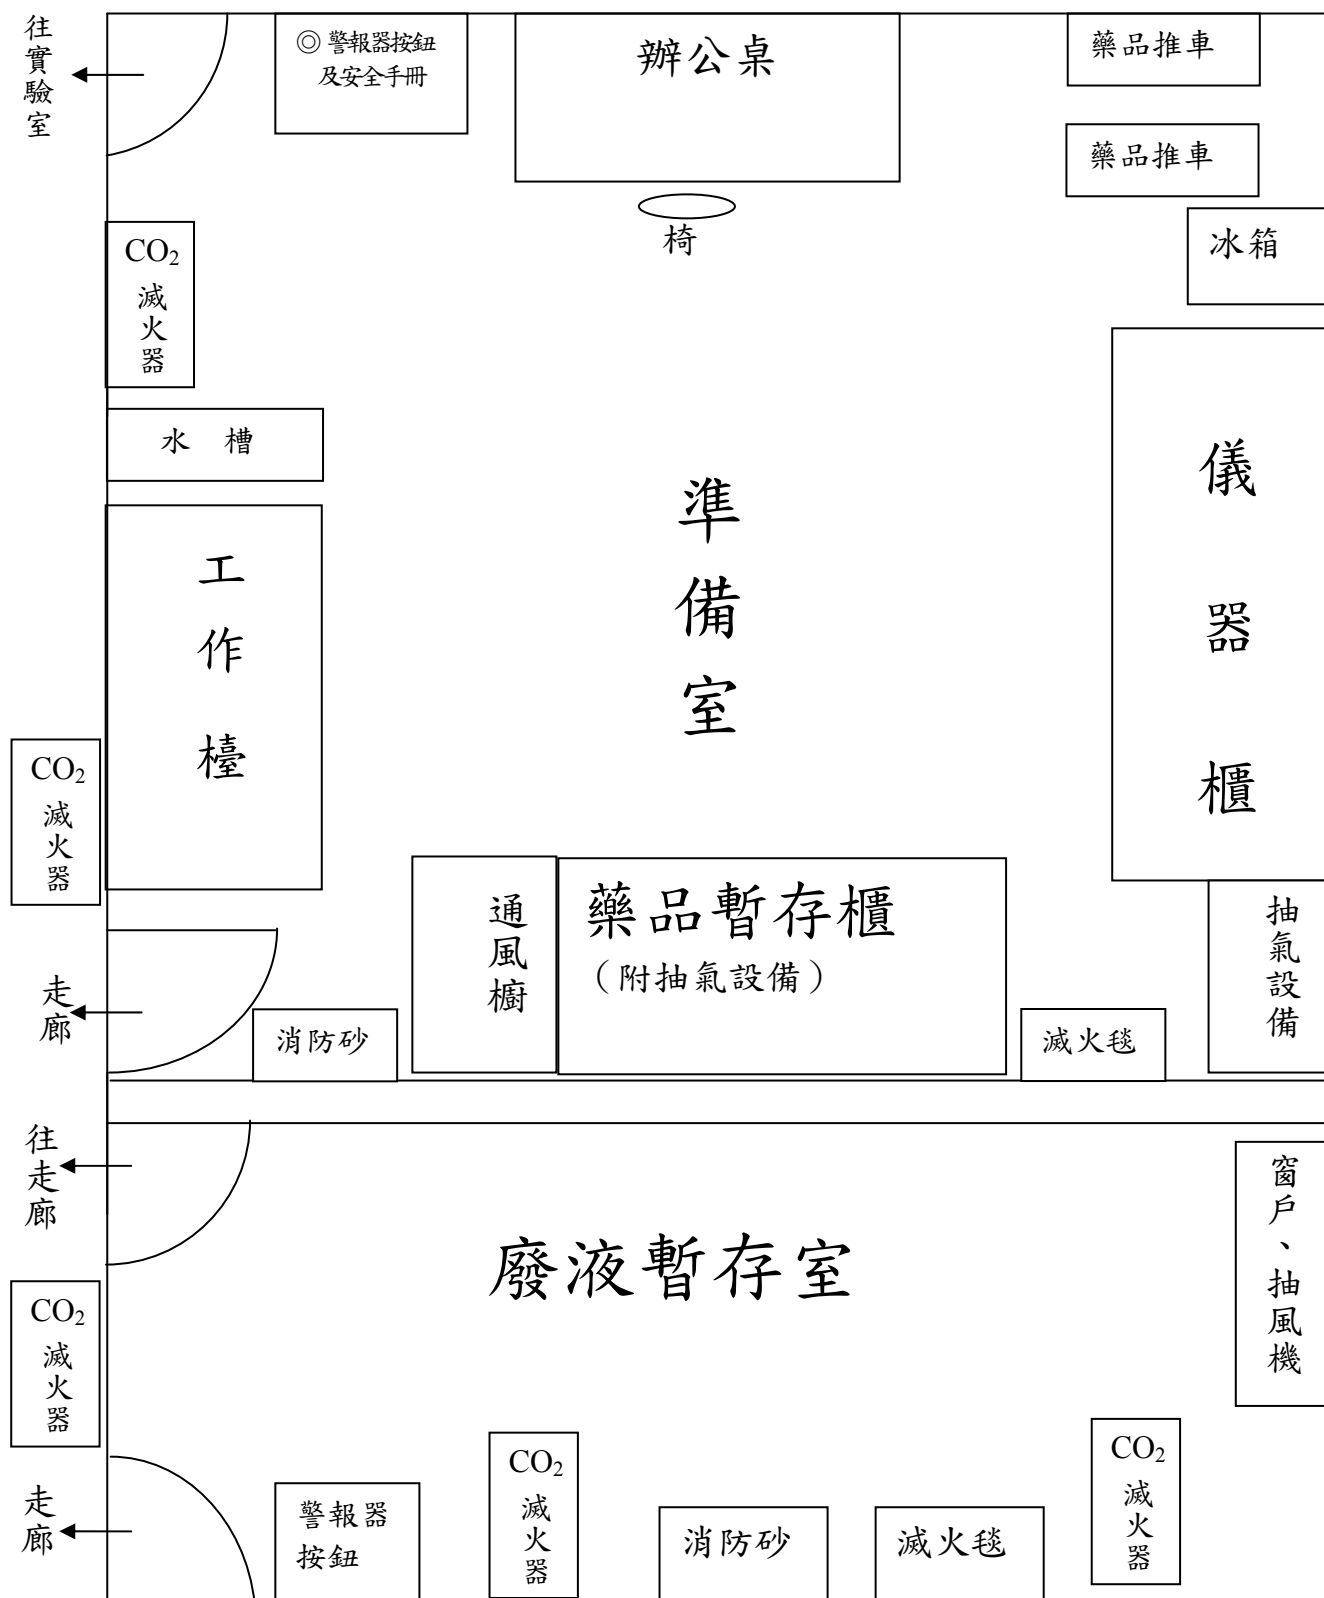 往實驗室
◎ 警報器按鈕
及安全手冊
辦公桌
藥品推車
藥品推車
椅
冰箱
CO₂
滅火器
水 槽
儀器櫃
準備室
工作檯
CO₂
滅火器
通風櫥
藥品暫存櫃
（附抽氣設備）
抽氣設備
走廊
消防砂
滅火毯
往走廊
窗戶、抽風機
廢液暫存室
CO₂
滅火器
走廊
警報器
按鈕
CO₂
滅火器
消防砂
滅火毯
CO₂
滅火器